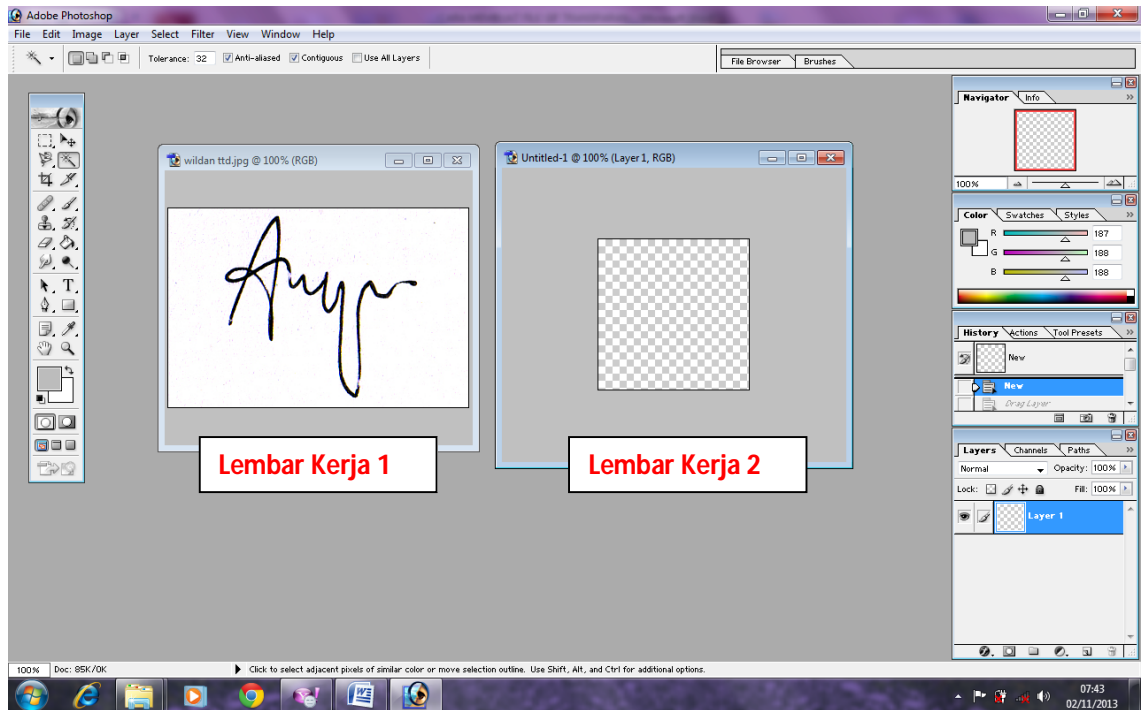 Adobe Photoshop
File Edit Image Layer Select Filter View Window Help
Tolerance: 32 Anti-aliased Contiguous Use All Layers
File Browser Brushes
Navigator Info
100%
wildan ttd.jpg @ 100% (RGB)
Untitled-1 @ 100% (Layer 1, RGB)
Lembar Kerja 1
Lembar Kerja 2
Color Swatches Styles
R 187
G 188
B 188
History Actions Tool Presets
New
New
Drag Layer
Layers Channels Paths
Normal Opacity: 100%
Lock: Fill: 100%
Layer 1
100% Doc: 85K/0K Click to select adjacent pixels of similar color or move selection outline. Use Shift, Alt, and Ctrl for additional options.
07:43
02/11/2013